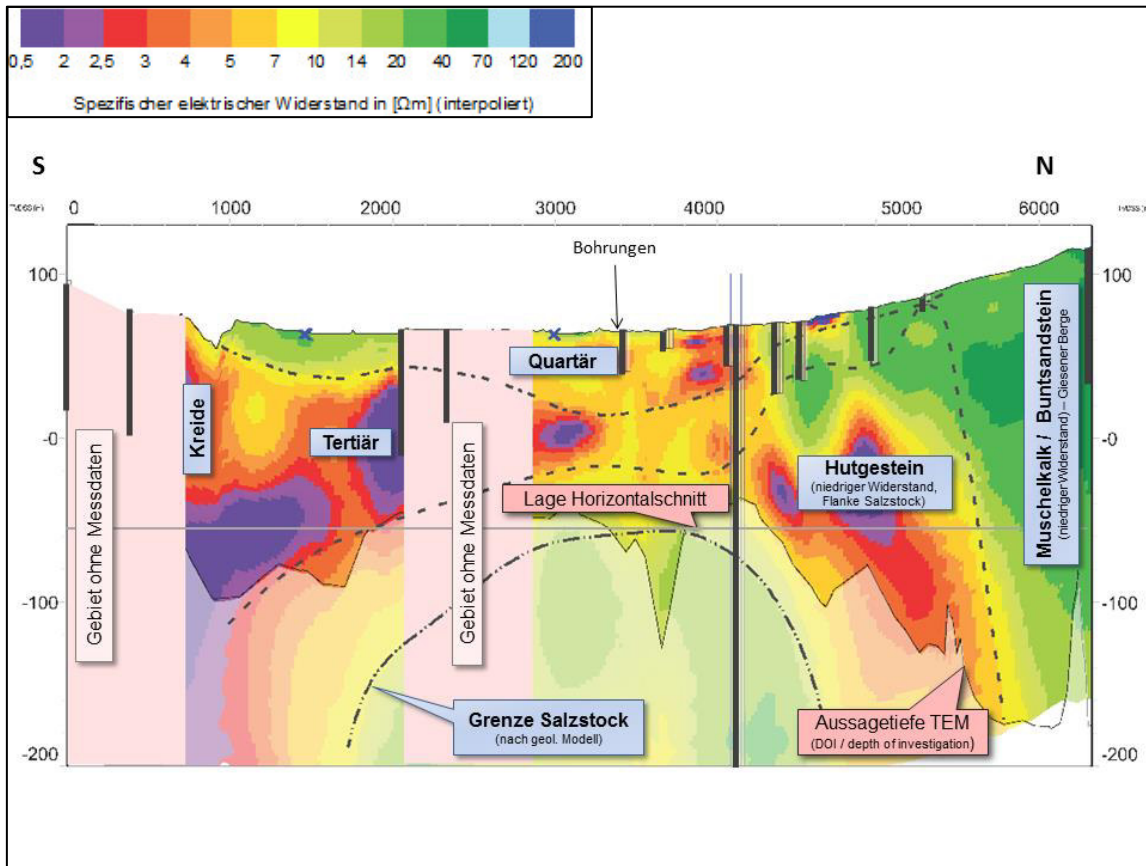 0,5 2 2,5 3 4 5 7 10 14 20 40 70 120 200
Spezifischer elektrischer Widerstand in [Ωm] (interpoliert)
S
N
0 1000 2000 3000 4000 5000 6000
Bohrungen
100
100
Quartär
Kreide
Tertiär
-0
-0
Hutgestein
(niedriger Widerstand,
Flanke Salzstock)
Muschelkalk / Buntsandstein
(niedriger Widerstand) – Giesener Berge
Lage Horizontalschnitt
Gebiet ohne Messdaten
Gebiet ohne Messdaten
-100
-100
Grenze Salzstock
(nach geol. Modell)
Aussagetiefe TEM
(DOI / depth of investigation)
-200
-200